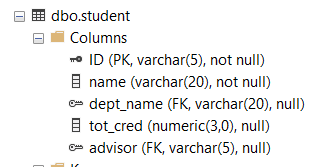 dbo.student
Columns
ID (PK, varchar(5), not null)
name (varchar(20), not null)
dept_name (FK, varchar(20), null)
tot_cred (numeric(3,0), null)
advisor (FK, varchar(5), null)